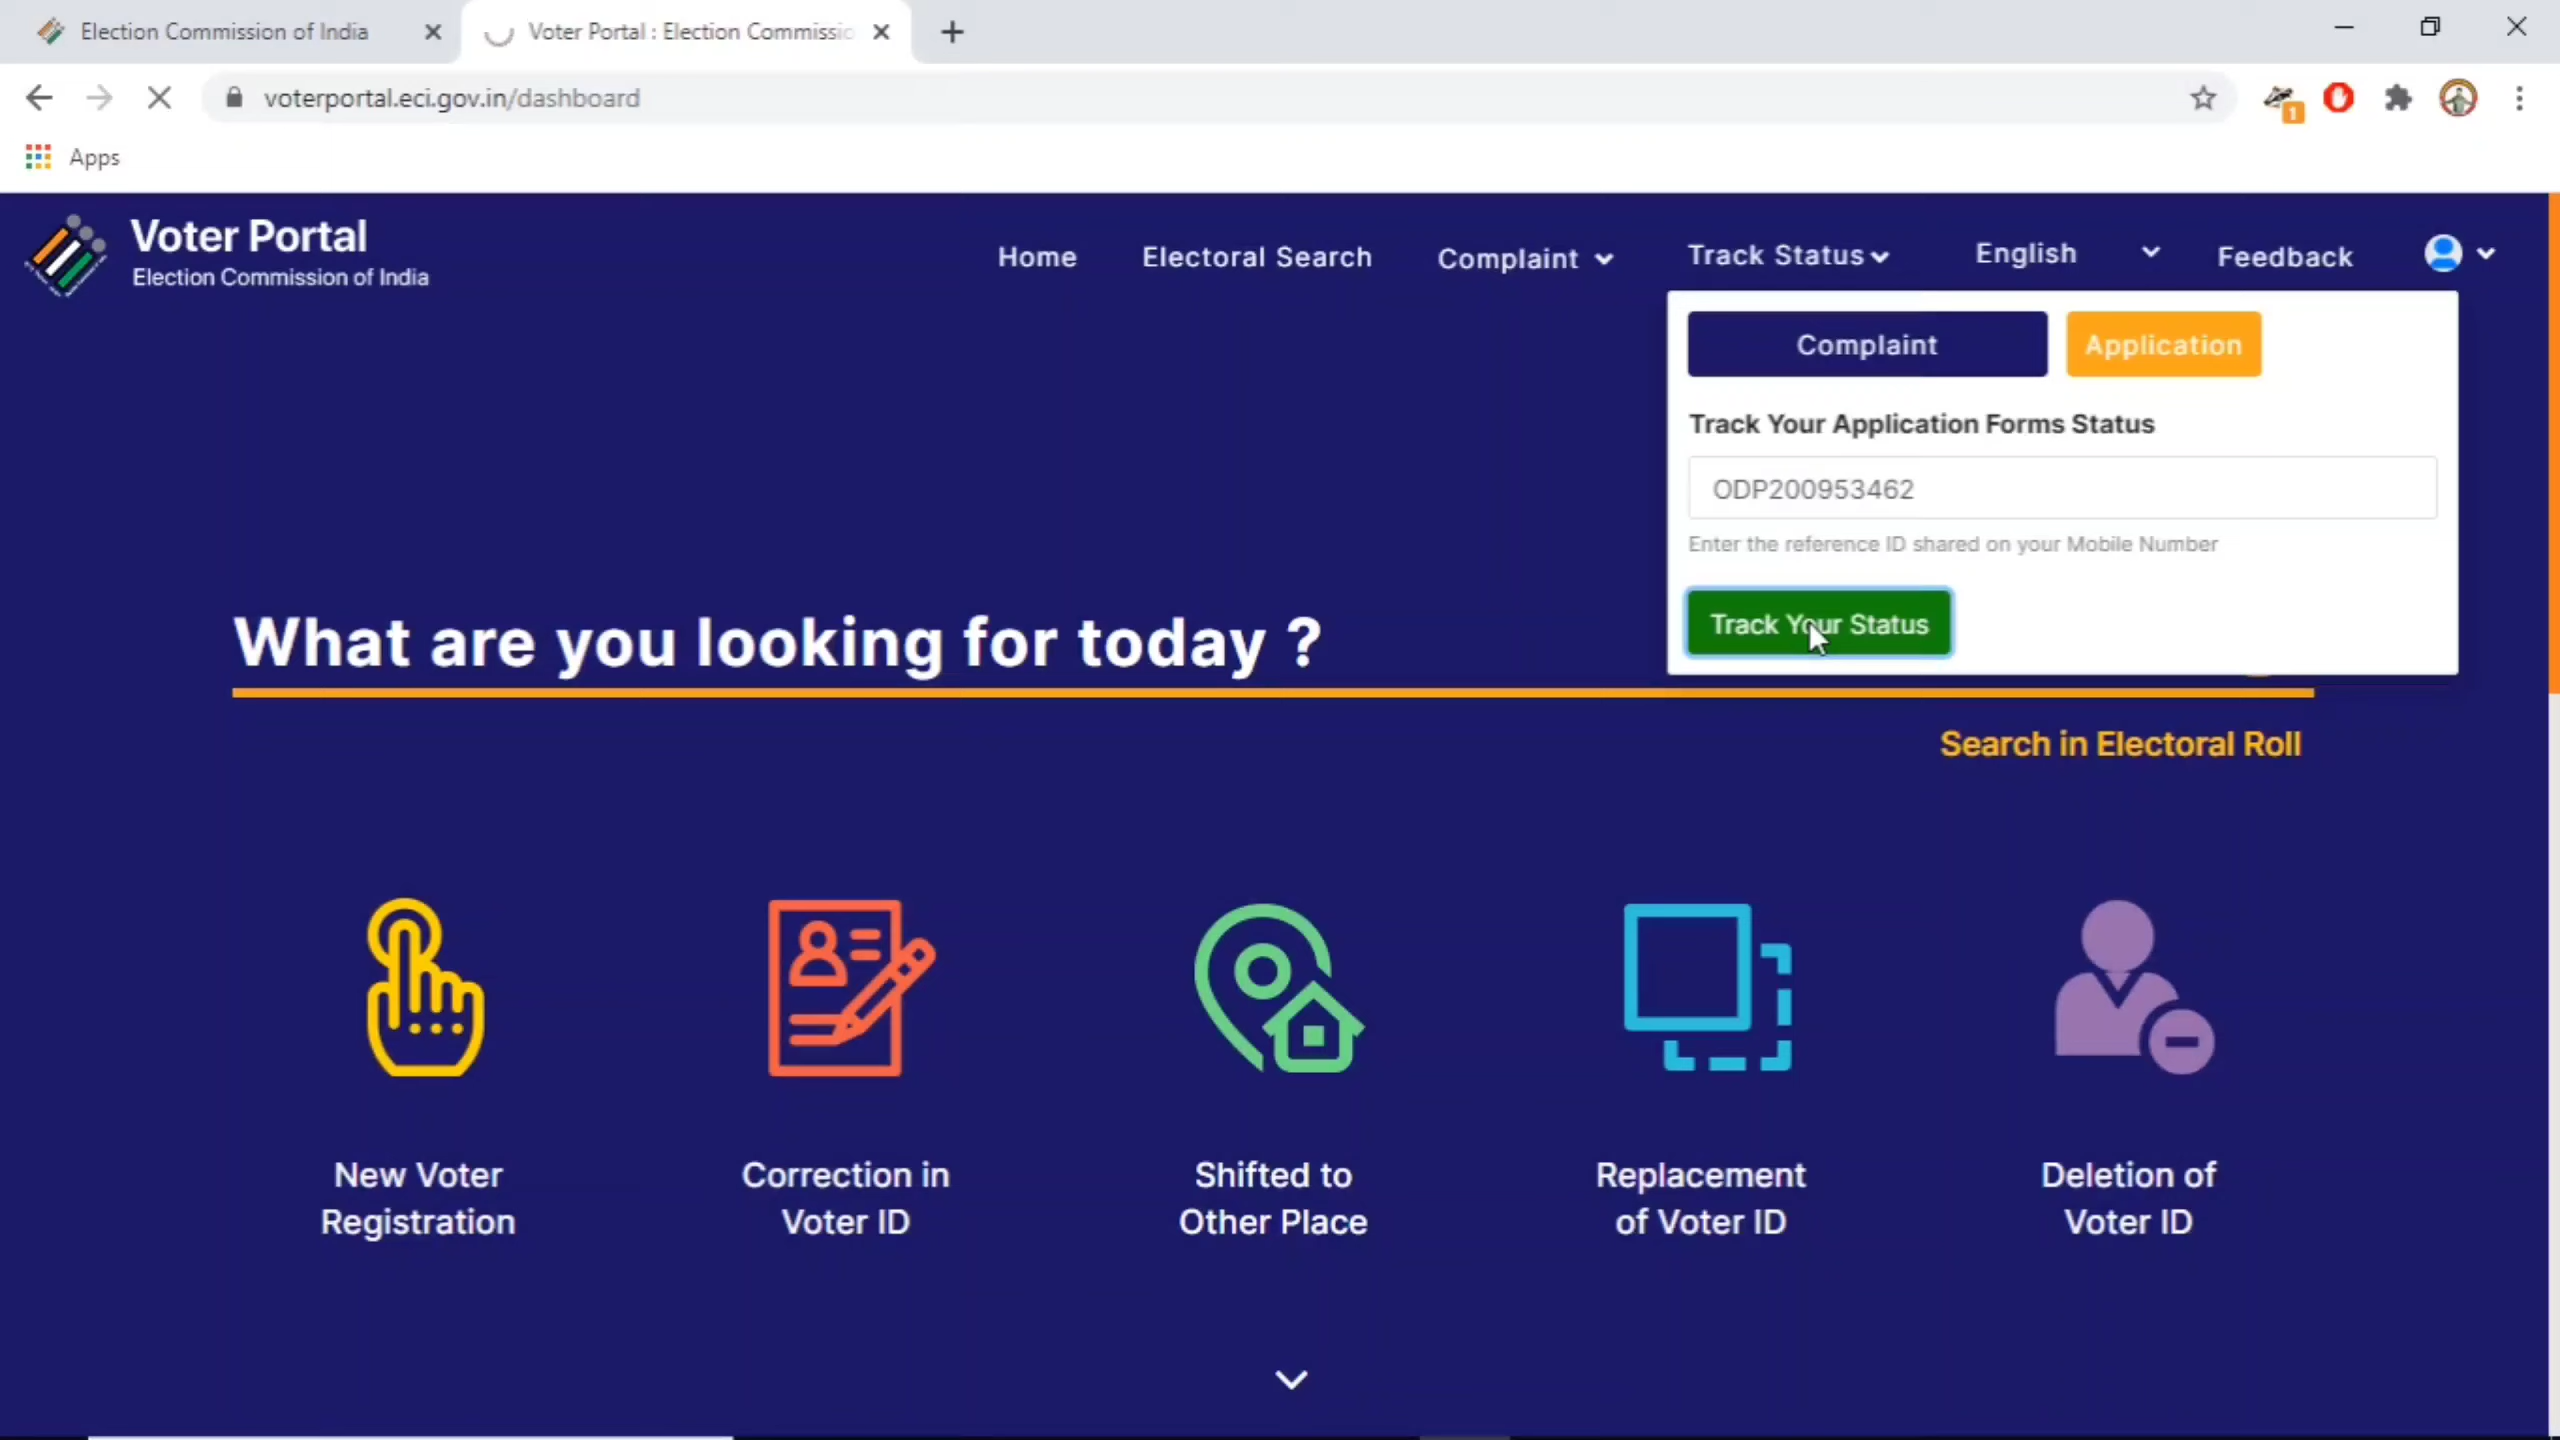 Election Commission of India
Voter Portal : Election Commissio
voterportal.eci.gov.in/dashboard
1
Apps
Voter Portal
Election Commission of India
Home
Electoral Search
Complaint
Track Status
English
Feedback
Complaint
Application
Track Your Application Forms Status
ODP200953462
Enter the reference ID shared on your Mobile Number
Track Your Status
What are you looking for today ?
Search in Electoral Roll
New Voter
Registration
Correction in
Voter ID
Shifted to
Other Place
Replacement
of Voter ID
Deletion of
Voter ID